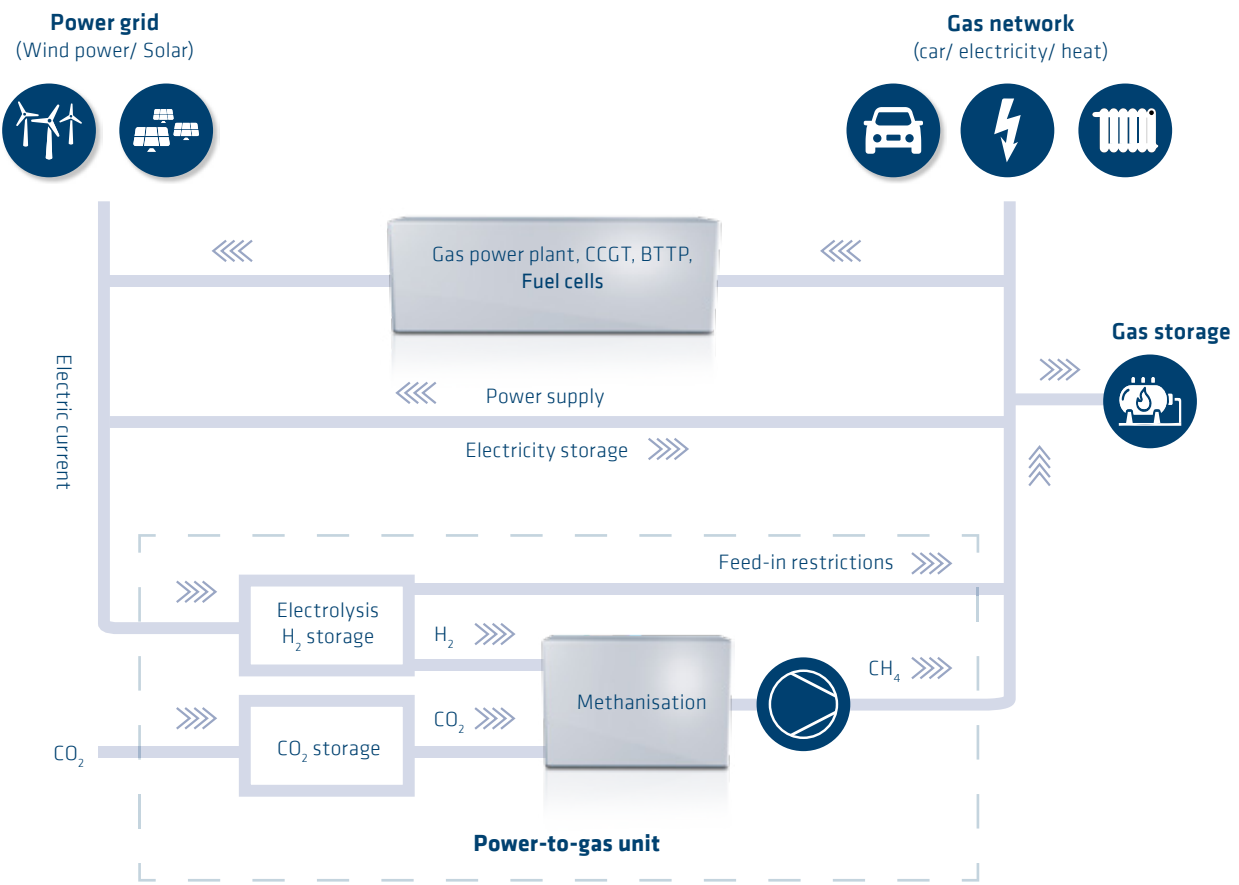 Power grid
(Wind power/ Solar)
Gas network
(car/ electricity/ heat)
Gas power plant, CCGT, BTTP,
Fuel cells
Gas storage
Electric current
Power supply
Electricity storage
Feed-in restrictions
Electrolysis
H₂ storage
H₂
CH₄
Methanisation
CO₂
CO₂ storage
CO₂
Power-to-gas unit